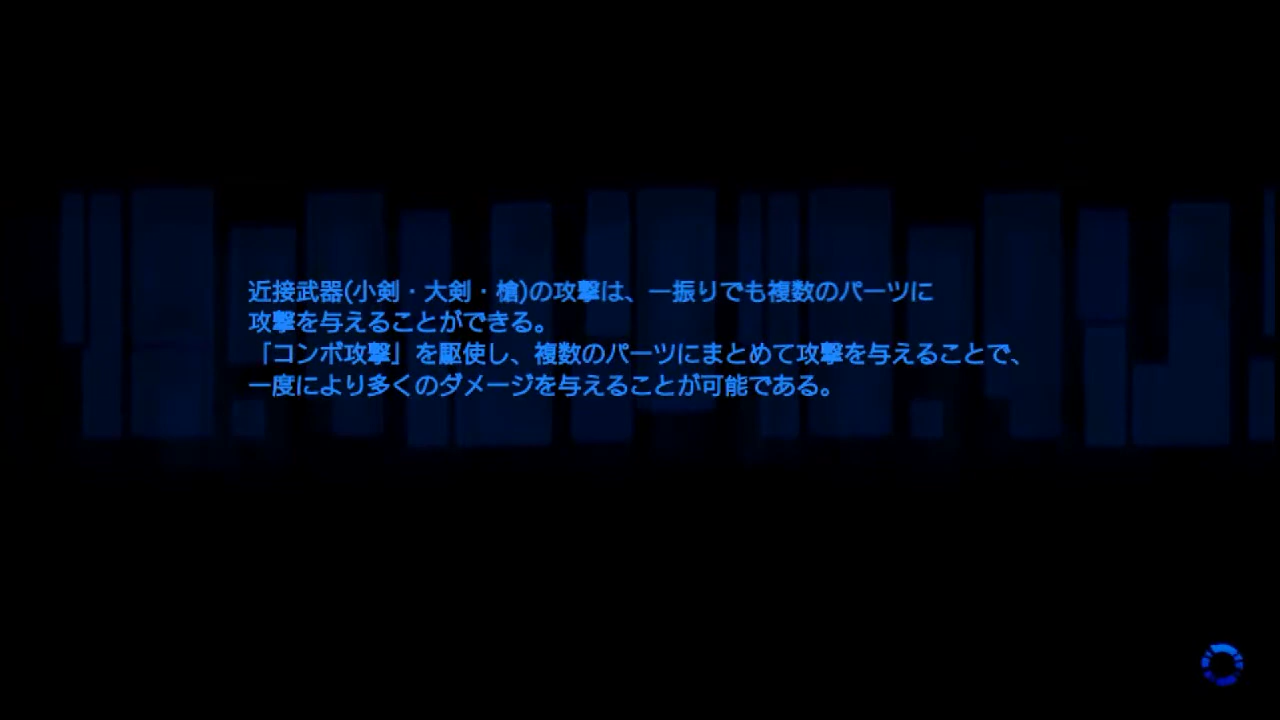 近接武器(小剣・大剣・槍)の攻撃は、一振りでも複数のパーツに
攻撃を与えることができる。
「コンボ攻撃」を駆使し、複数のパーツにまとめて攻撃を与えることで、
一度により多くのダメージを与えることが可能である。